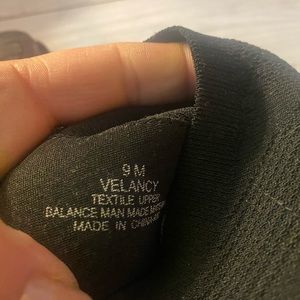 9 M
VELANCY
TEXTILE UPPER
BALANCE MAN MADE
MADE IN CHINA